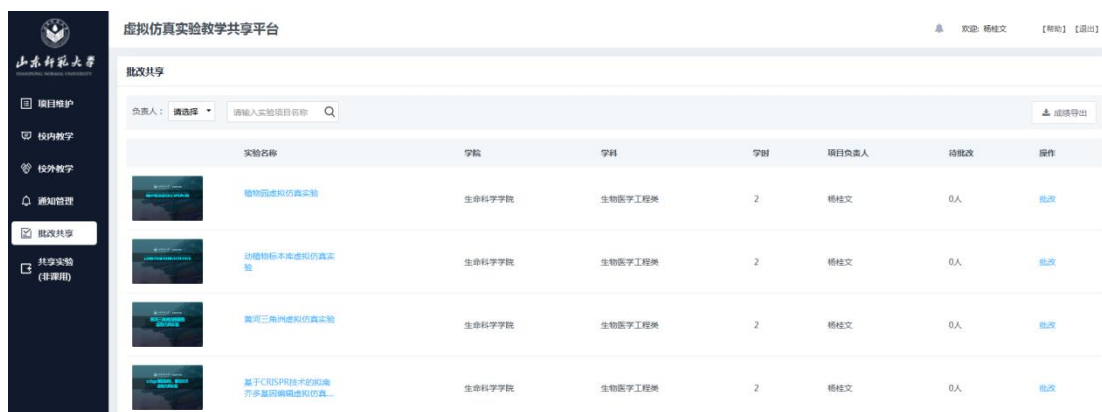 虚拟仿真实验教学共享平台
欢迎: 杨桂文
【帮助】 【退出】
山东师范大学
SHANDONG NORMAL UNIVERSITY
批改共享
项目维护
校内教学
校外教学
通知管理
批改共享
共享实验
(非课用)
负责人： 请选择
请输入实验项目名称
成绩导出
实验名称 学院 学科 学时 项目负责人 待批改 操作
植物园虚拟仿真实验 生命科学学院 生物医学工程类 2 杨桂文 0人 批改
动植物标本库虚拟仿真实
验
生命科学学院 生物医学工程类 2 杨桂文 0人 批改
黄河三角洲虚拟仿真实验 生命科学学院 生物医学工程类 2 杨桂文 0人 批改
基于CRISPR技术的拟南
芥多基因编辑虚拟仿真...
生命科学学院 生物医学工程类 2 杨桂文 0人 批改